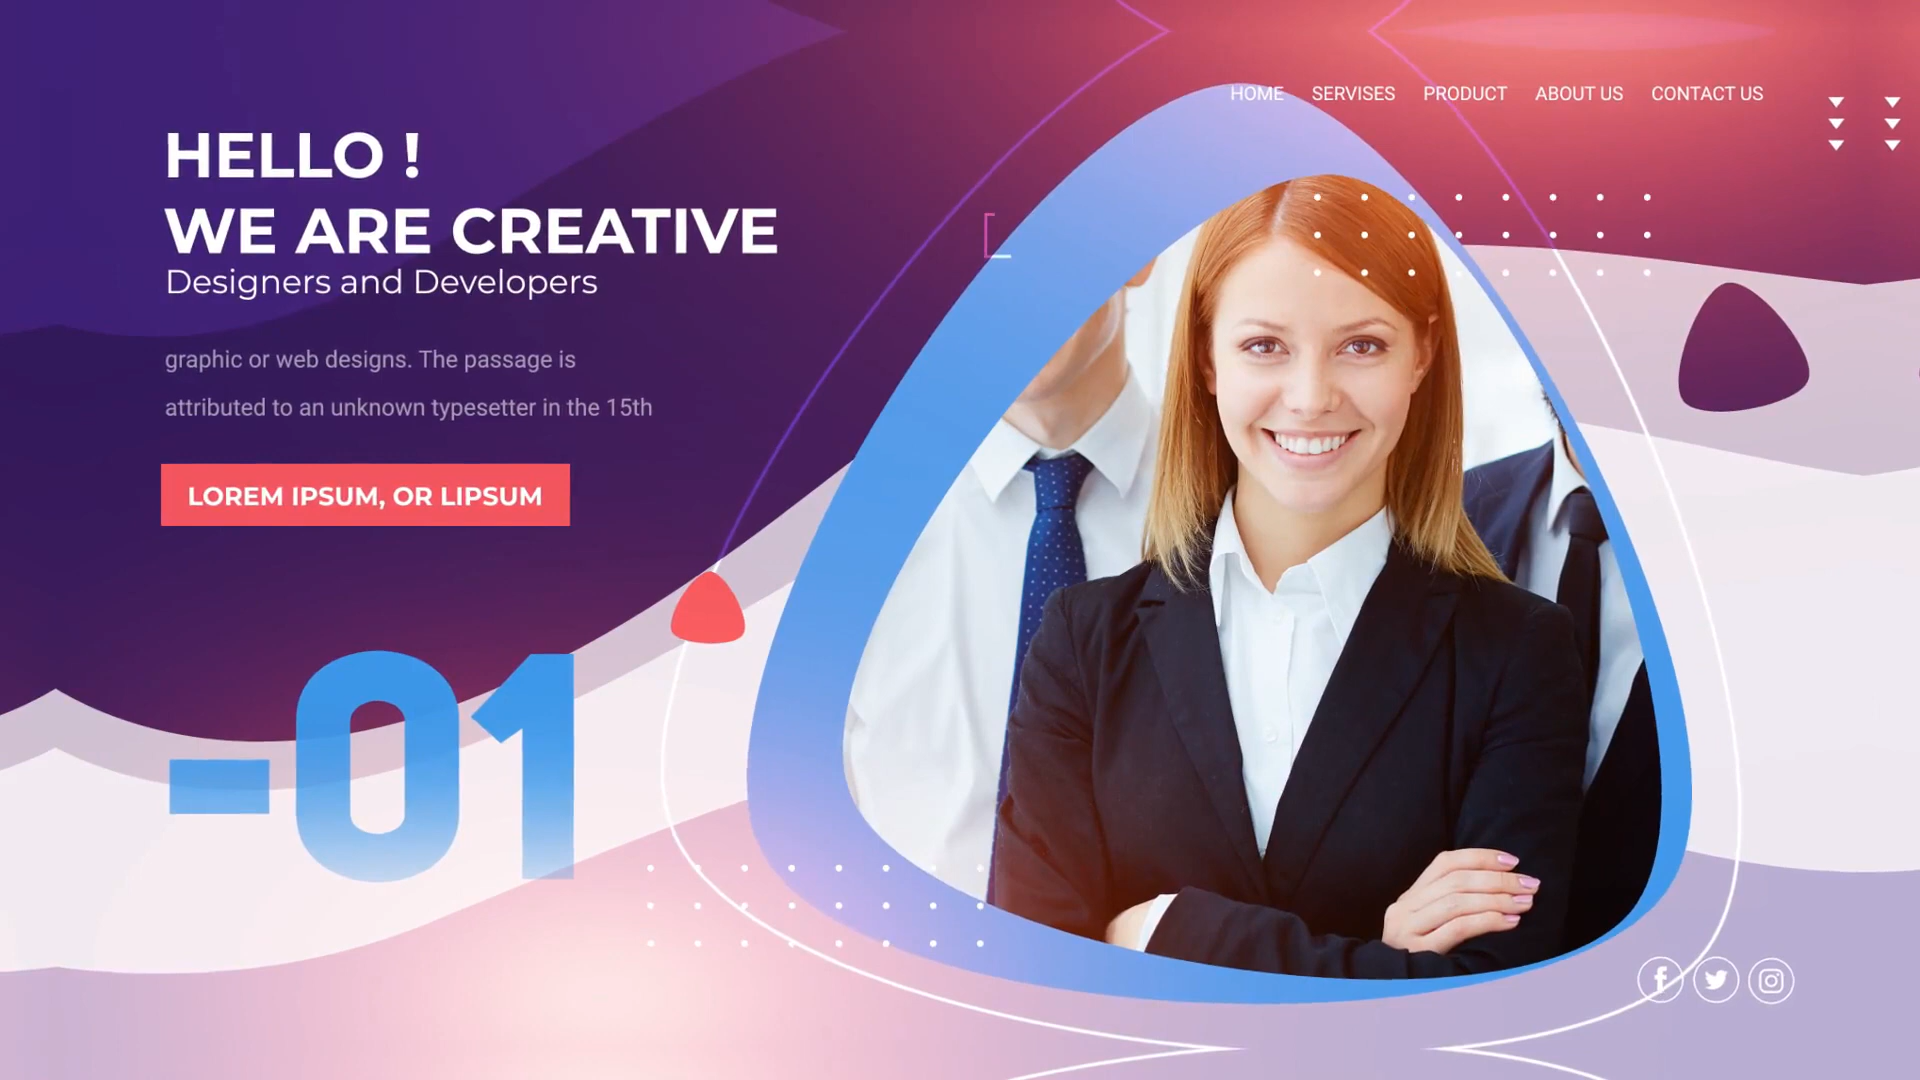 HOME SERVISES PRODUCT ABOUT US CONTACT US
HELLO !
WE ARE CREATIVE
Designers and Developers
graphic or web designs. The passage is
attributed to an unknown typesetter in the 15th
LOREM IPSUM, OR LIPSUM
-01